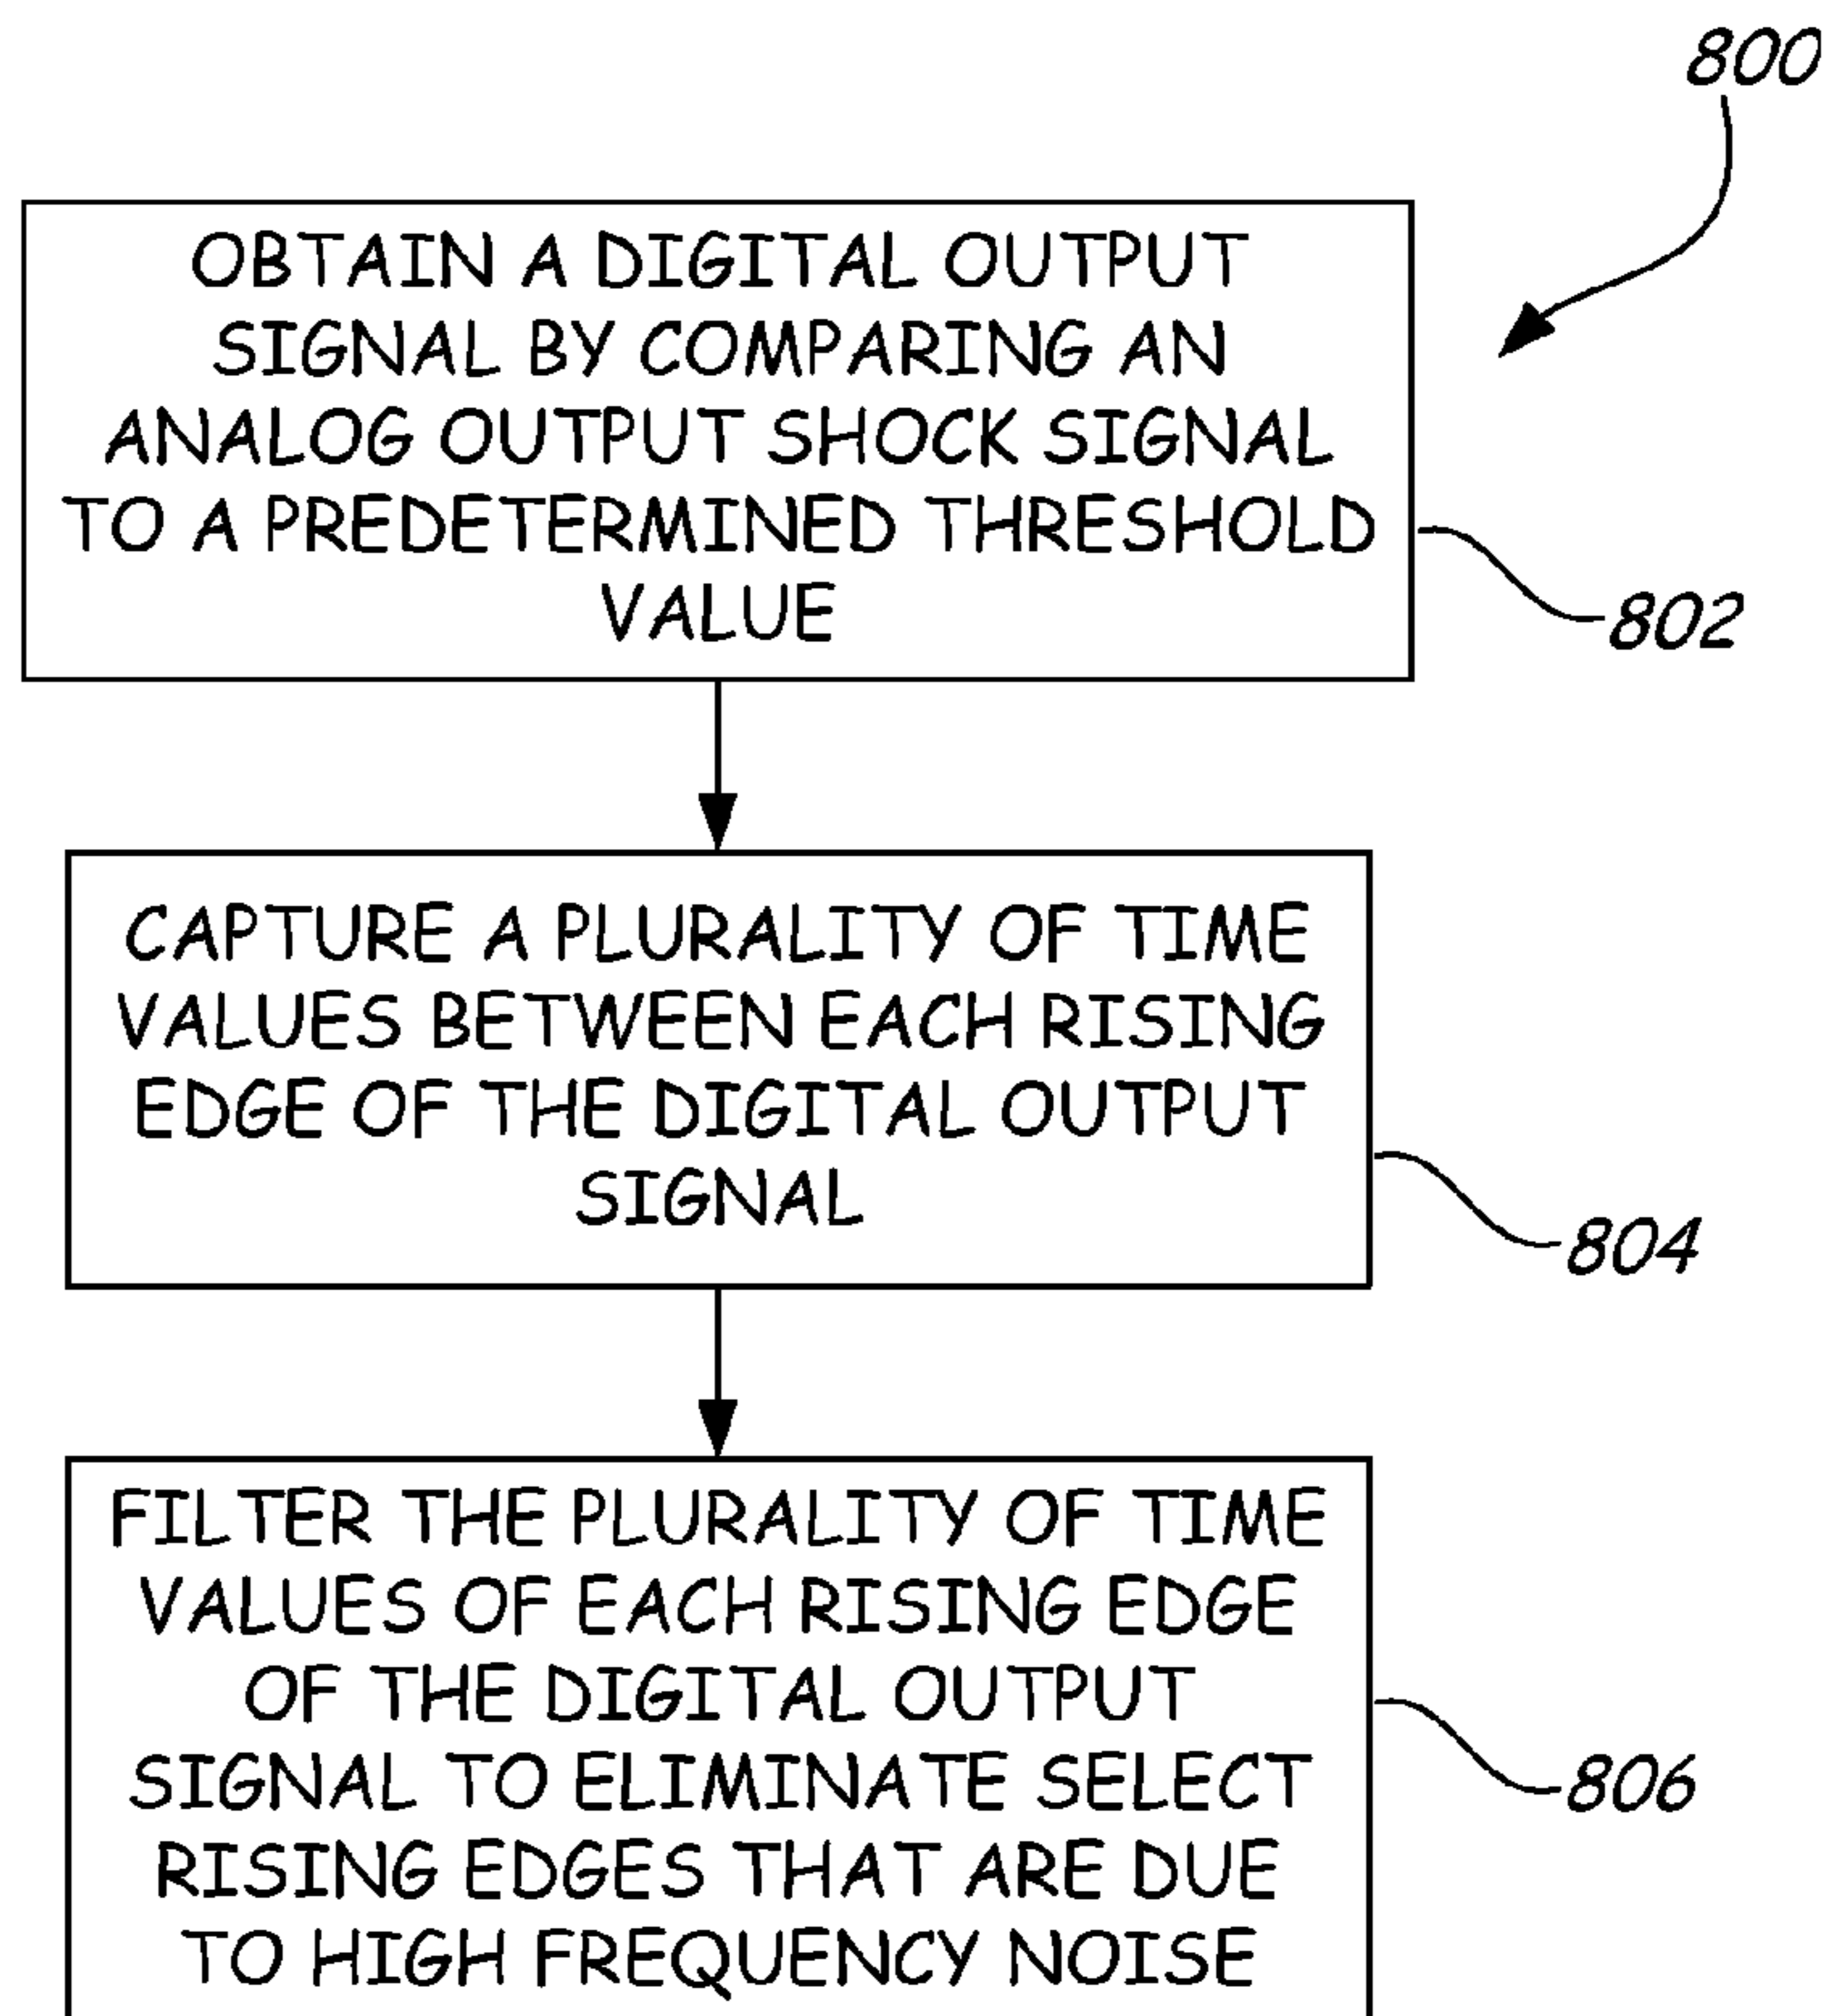 800
OBTAIN A DIGITAL OUTPUT
SIGNAL BY COMPARING AN
ANALOG OUTPUT SHOCK SIGNAL
TO A PREDETERMINED THRESHOLD
VALUE
802
CAPTURE A PLURALITY OF TIME
VALUES BETWEEN EACH RISING
EDGE OF THE DIGITAL OUTPUT
SIGNAL
804
FILTER THE PLURALITY OF TIME
VALUES OF EACH RISING EDGE
OF THE DIGITAL OUTPUT
SIGNAL TO ELIMINATE SELECT
RISING EDGES THAT ARE DUE
TO HIGH FREQUENCY NOISE
806